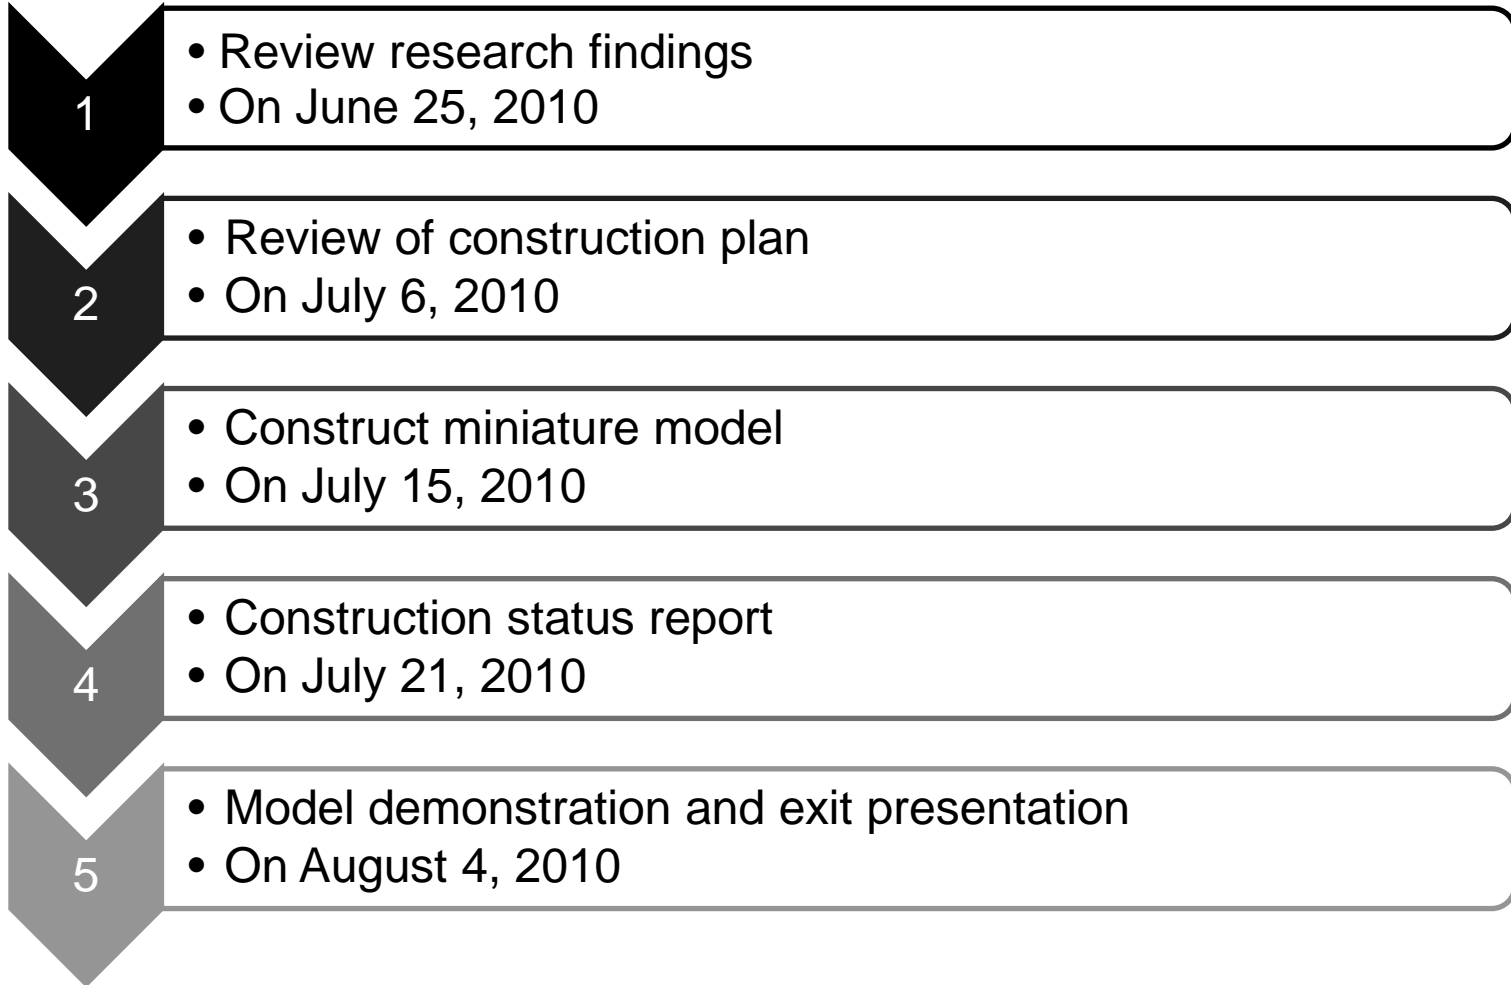 1
• Review research findings
• On June 25, 2010
2
• Review of construction plan
• On July 6, 2010
3
• Construct miniature model
• On July 15, 2010
4
• Construction status report
• On July 21, 2010
5
• Model demonstration and exit presentation
• On August 4, 2010